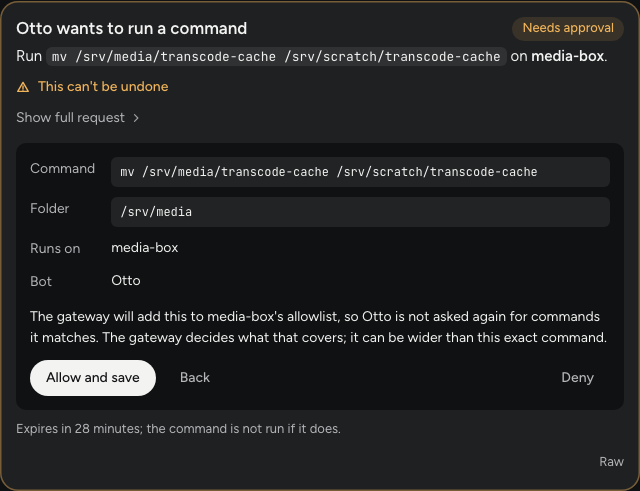 Otto wants to run a command
Needs approval
Run mv /srv/media/transcode-cache /srv/scratch/transcode-cache on media-box.
This can't be undone
Show full request
Command
mv /srv/media/transcode-cache /srv/scratch/transcode-cache
Folder
/srv/media
Runs on
media-box
Bot
Otto
The gateway will add this to media-box's allowlist, so Otto is not asked again for commands
it matches. The gateway decides what that covers; it can be wider than this exact command.
Allow and save
Back
Deny
Expires in 28 minutes; the command is not run if it does.
Raw